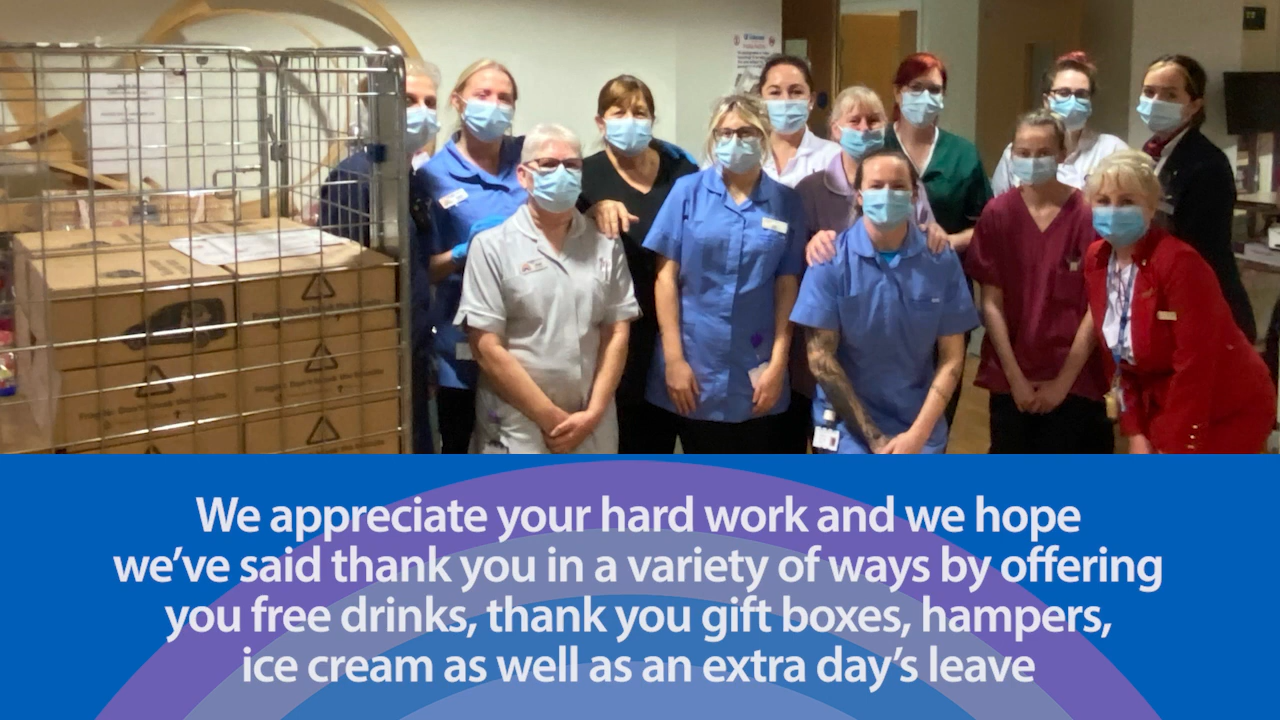 We appreciate your hard work and we hope
we've said thank you in a variety of ways by offering
you free drinks, thank you gift boxes, hampers,
ice cream as well as an extra day's leave